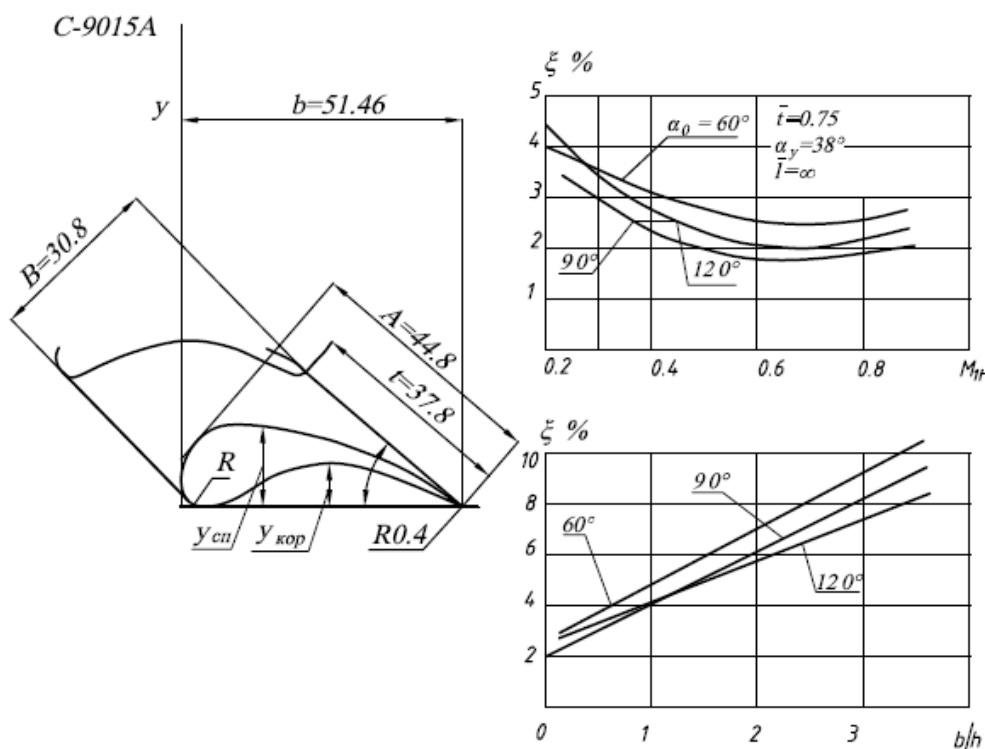 C-9015A
y
b=51.46
B=30.8
A=44.8
t=37.8
R
R0.4
y сп
y кор
ξ %
5
4
3
2
1
α₀ = 60°
t̄=0.75
α y=38°
l̄=∞
90°
120°
0.2
0.4
0.6
0.8
M1t
ξ %
10
8
6
4
2
90°
60°
120°
0
1
2
3
b/h